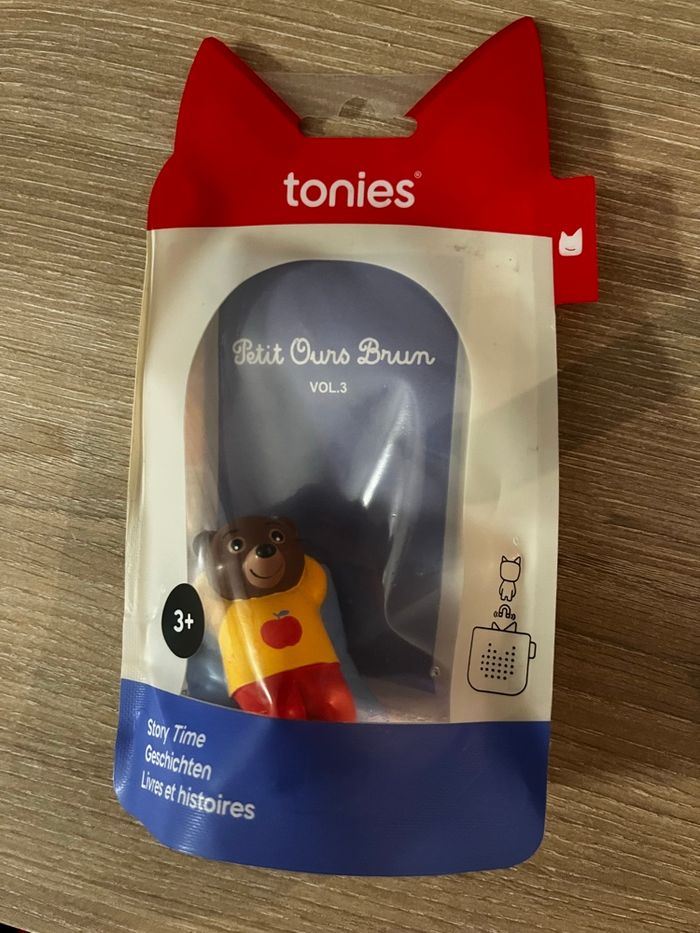 tonies®
Petit Ours Brun
VOL.3
3+
Story Time
Geschichten
Livres et histoires